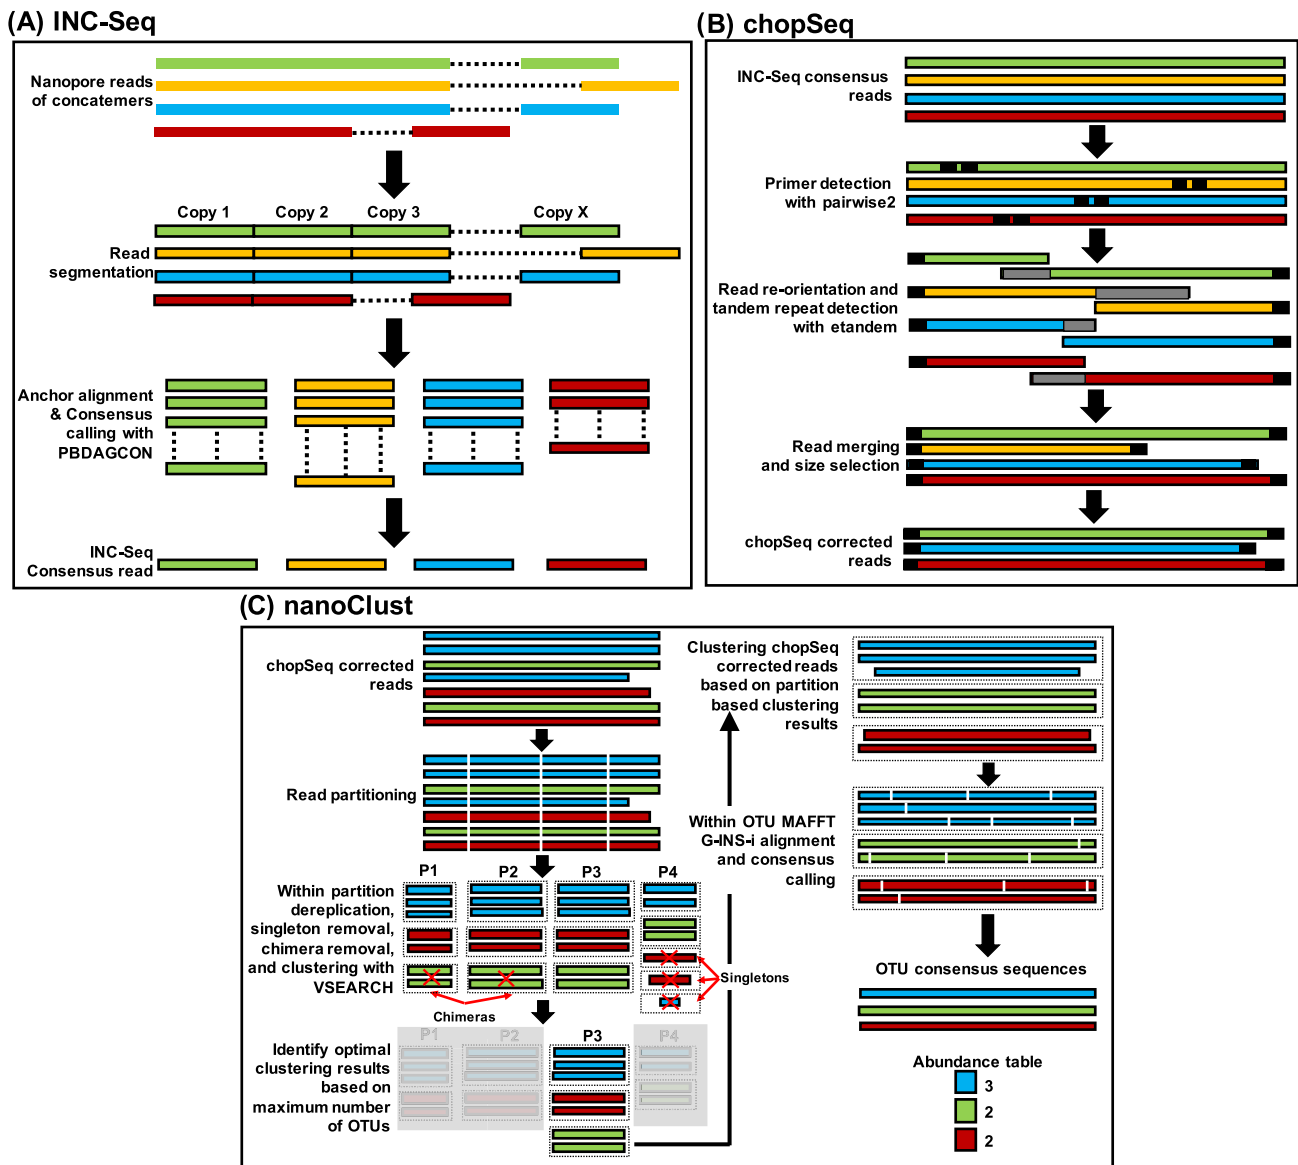 (A) INC-Seq
Nanopore reads
of concatemers
Copy 1 Copy 2 Copy 3 Copy X
Read
segmentation
Anchor alignment
& Consensus
calling with
PBDAGCON
INC-Seq
Consensus read
(B) chopSeq
INC-Seq consensus
reads
Primer detection
with pairwise2
Read re-orientation and
tandem repeat detection
with etandem
Read merging
and size selection
chopSeq corrected
reads
(C) nanoClust
chopSeq corrected
reads
Read partitioning
P1 P2 P3 P4
Within partition
dereplication,
singleton removal,
chimera removal,
and clustering with
VSEARCH
Singletons
Chimeras
P1 P2 P3 P4
Identify optimal
clustering results
based on
maximum number
of OTUs
Clustering chopSeq
corrected reads
based on partition
based clustering
results
Within OTU MAFFT
G-INS-i alignment
and consensus
calling
OTU consensus sequences
Abundance table
3
2
2